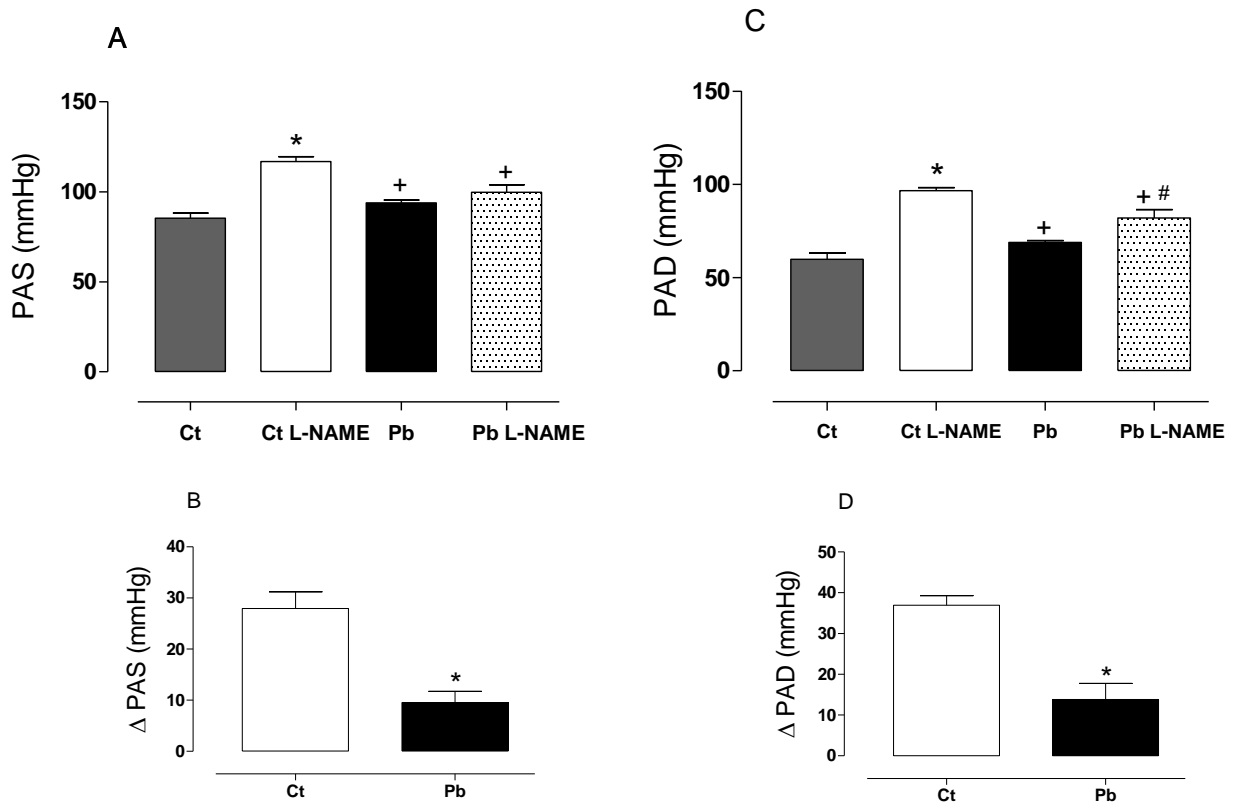 A
PAS (mmHg)
150
100
50
0
*
+
+
Ct
Ct L-NAME
Pb
Pb L-NAME
C
PAD (mmHg)
150
100
50
0
*
+
+ #
Ct
Ct L-NAME
Pb
Pb L-NAME
B
Δ PAS (mmHg)
40
30
20
10
0
*
Ct
Pb
D
Δ PAD (mmHg)
50
40
30
20
10
0
*
Ct
Pb